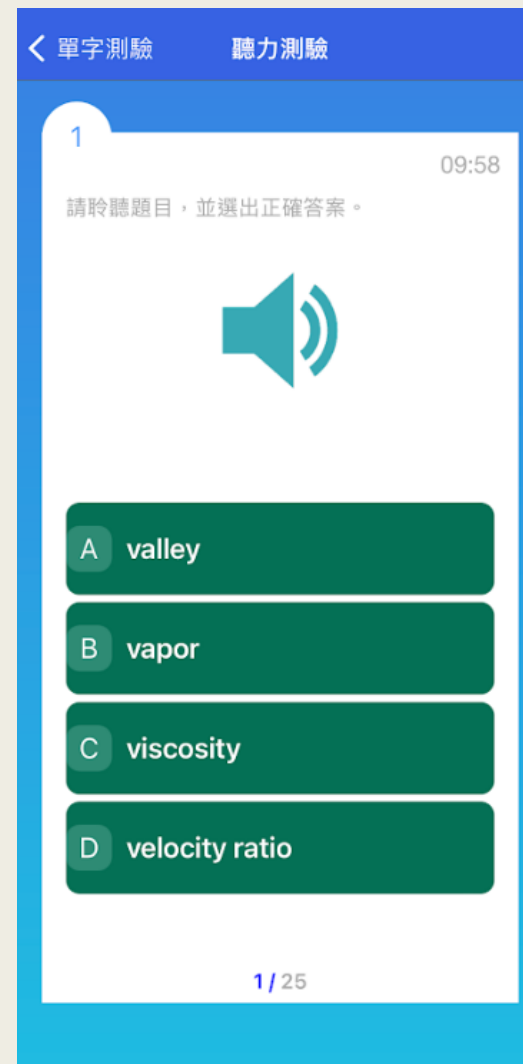 單字測驗 聽力測驗
1
09:58
請聆聽題目，並選出正確答案。
A valley
B vapor
C viscosity
D velocity ratio
1 / 25